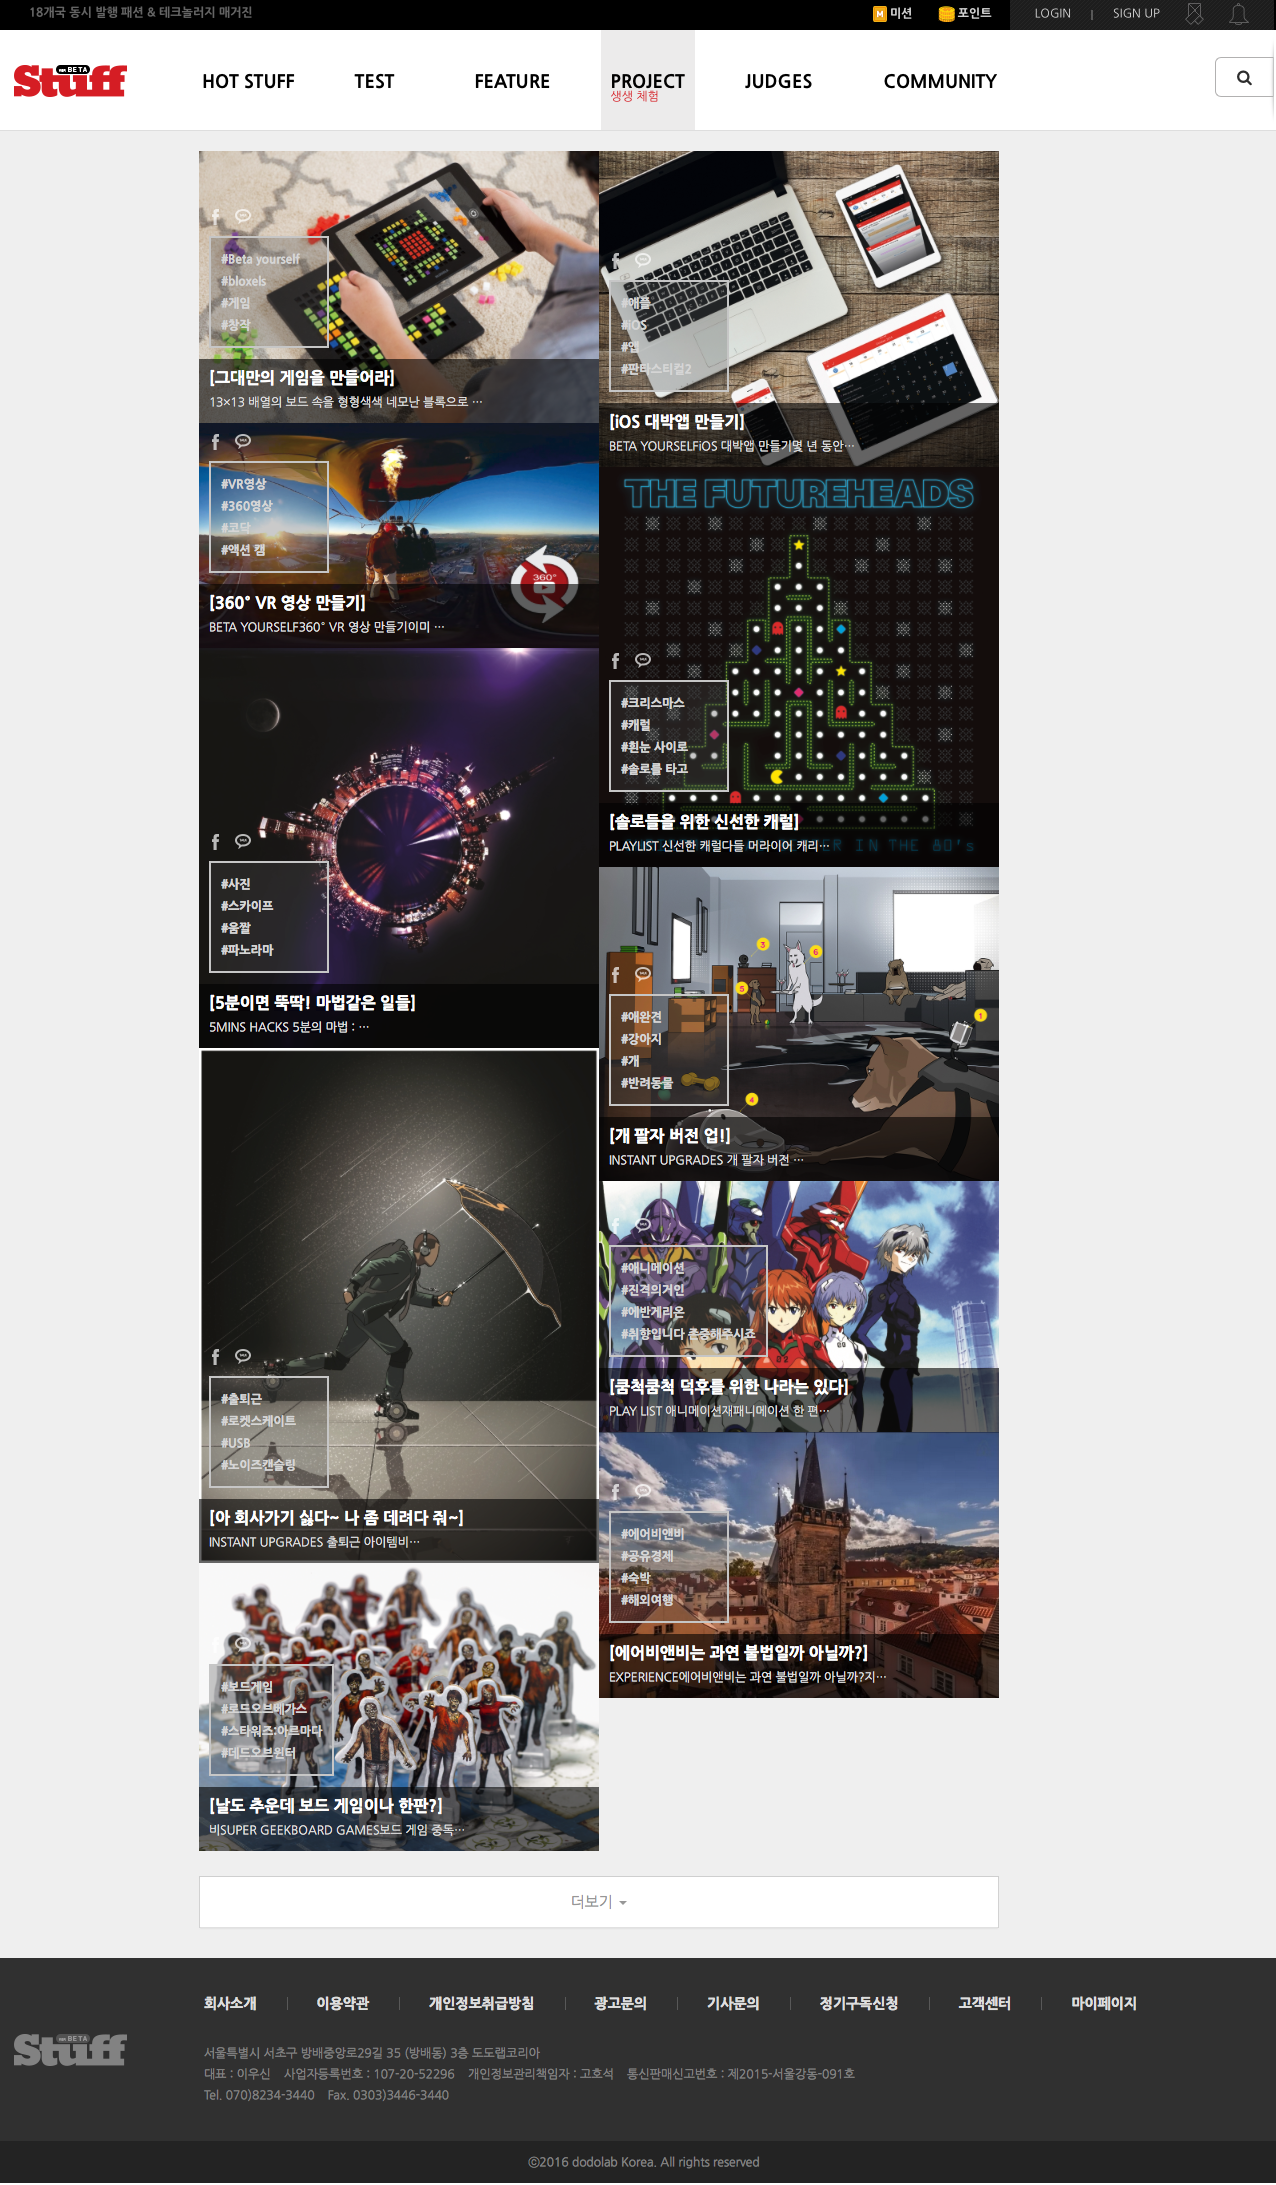 18개국 동시 발행 패션 & 테크놀러지 매거진
미션
포인트
LOGIN
SIGN UP
Stuff
BETA
HOT STUFF
TEST
FEATURE
PROJECT
생생 체험
JUDGES
COMMUNITY
#Beta yourself
#bloxels
#게임
#창작
[그대만의 게임을 만들어라]
13×13 배열의 보드 속을 형형색색 네모난 블록으로 ···
#애플
#iOS
#앱
#판타스티컬2
[iOS 대박앱 만들기]
BETA YOURSELFiOS 대박앱 만들기몇 년 동안···
#VR영상
#360영상
#코닥
#액션 캠
360°
[360° VR 영상 만들기]
BETA YOURSELF360° VR 영상 만들기이미 ···
THE FUTUREHEADS
#크리스마스
#캐럴
#흰눈 사이로
#솔로를 타고
[솔로들을 위한 신선한 캐럴]
PLAYLIST 신선한 캐럴다들 머라이어 캐리···
IN THE 80's
#사진
#스카이프
#움짤
#파노라마
[5분이면 뚝딱! 마법같은 일들]
5MINS HACKS 5분의 마법 : ···
3
6
5
1
4
#애완견
#강아지
#개
#반려동물
[개 팔자 버전 업!]
INSTANT UPGRADES 개 팔자 버전 ···
#출퇴근
#로켓스케이트
#USB
#노이즈캔슬링
[아 회사가기 싫다~ 나 좀 데려다 줘~]
INSTANT UPGRADES 출퇴근 아이템비···
#애니메이션
#진격의거인
#에반게리온
#취향입니다 존중해주시죠
[쿰척쿰척 덕후를 위한 나라는 있다]
PLAY LIST 애니메이션재패니메이션 한 편···
#에어비앤비
#공유경제
#숙박
#해외여행
[에어비앤비는 과연 불법일까 아닐까?]
EXPERIENCE에어비앤비는 과연 불법일까 아닐까?지···
#보드게임
#로드오브베가스
#스타워즈:아르마다
#데드오브윈터
[날도 추운데 보드 게임이나 한판?]
비SUPER GEEKBOARD GAMES보드 게임 중독···
더보기
회사소개
이용약관
개인정보취급방침
광고문의
기사문의
정기구독신청
고객센터
마이페이지
Stuff
BETA
서울특별시 서초구 방배중앙로29길 35 (방배동) 3층 도도랩코리아
대표 : 이우신 사업자등록번호 : 107-20-52296 개인정보관리책임자 : 고호석 통신판매신고번호 : 제2015-서울강동-091호
Tel. 070)8234-3440 Fax. 0303)3446-3440
©2016 dodolab Korea. All rights reserved